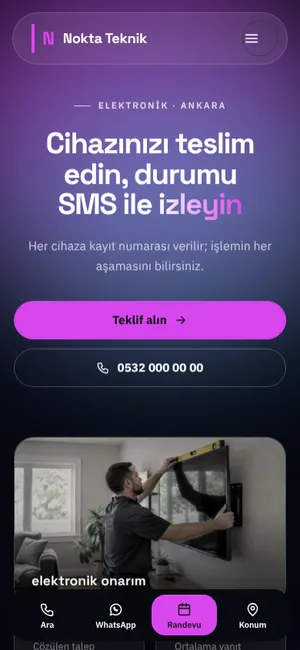 N Nokta Teknik
ELEKTRONİK · ANKARA
Cihazınızı teslim
edin, durumu
SMS ile izleyin
Her cihaza kayıt numarası verilir; işlemin her
aşamasını bilirsiniz.
Teklif alın →
0532 000 00 00
elektronik onarım
Ara WhatsApp Randevu Konum
Çözülen talep Ortalama yanıt